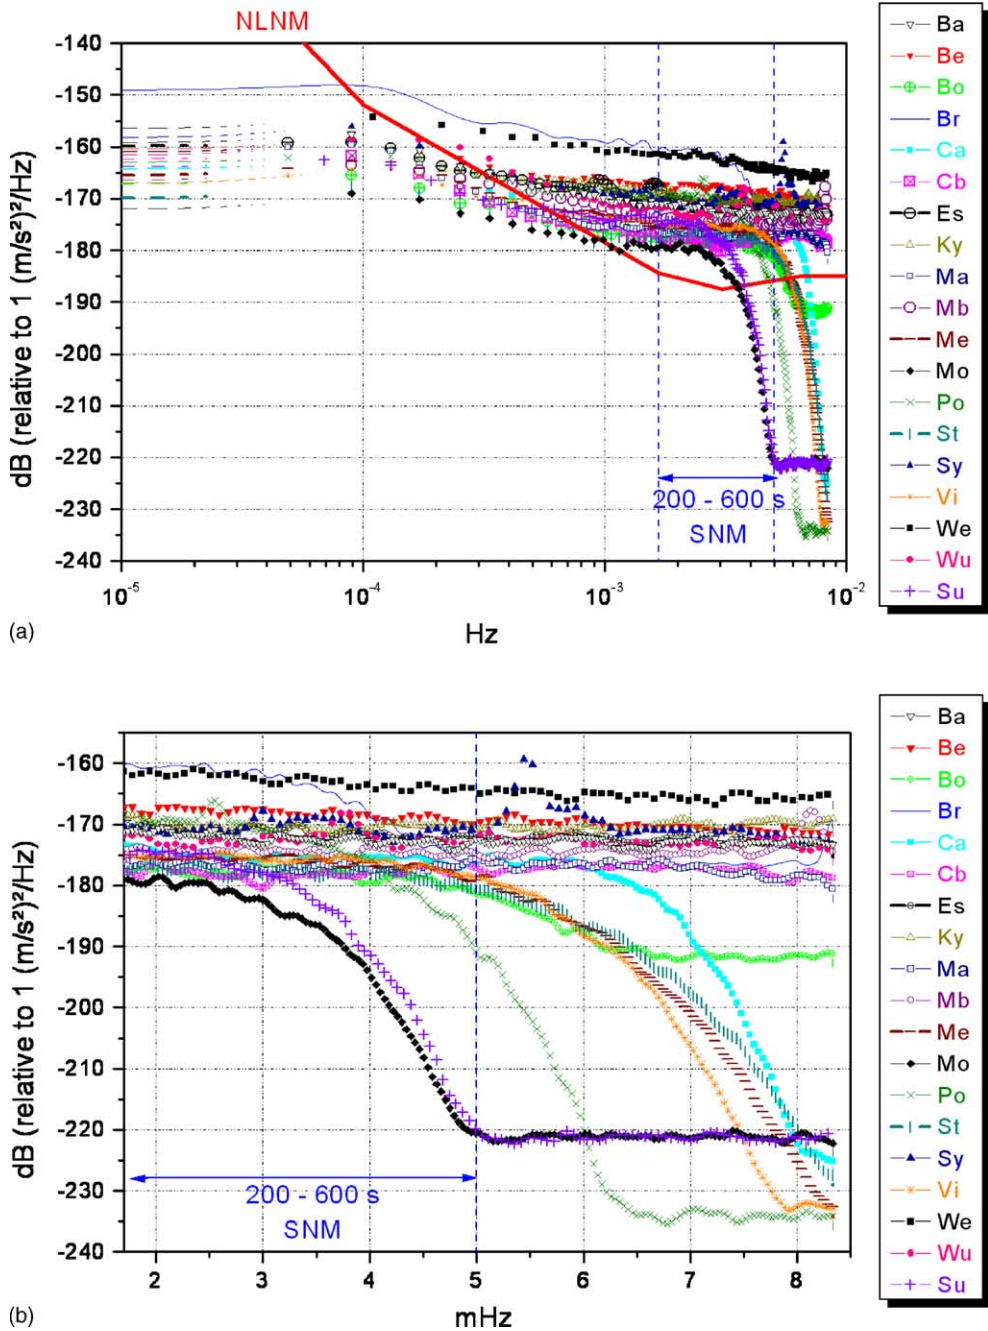 NLNM
-140
-150
-160
-170
-180
-190
-200
-210
-220
-230
-240
dB (relative to 1 (m/s²)²/Hz)
200 - 600 s
SNM
10⁻⁵ 10⁻⁴ 10⁻³ 10⁻²
Hz
(a)
Ba
Be
Bo
Br
Ca
Cb
Es
Ky
Ma
Mb
Me
Mo
Po
St
Sy
Vi
We
Wu
Su
-160
-170
-180
-190
-200
-210
-220
-230
-240
dB (relative to 1 (m/s²)²/Hz)
200 - 600 s
SNM
2 3 4 5 6 7 8
mHz
(b)
Ba
Be
Bo
Br
Ca
Cb
Es
Ky
Ma
Mb
Me
Mo
Po
St
Sy
Vi
We
Wu
Su